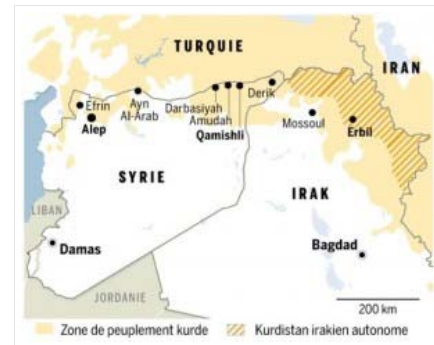 TURQUIE
IRAN
Efrin
Alep
Ayn
Al-Arab
Darbasiyah
Amudah
Qamishli
Derik
Mossoul
Erbil
SYRIE
IRAK
LIBAN
Damas
Bagdad
JORDANIE
200 km
Zone de peuplement kurde
Kurdistan irakien autonome